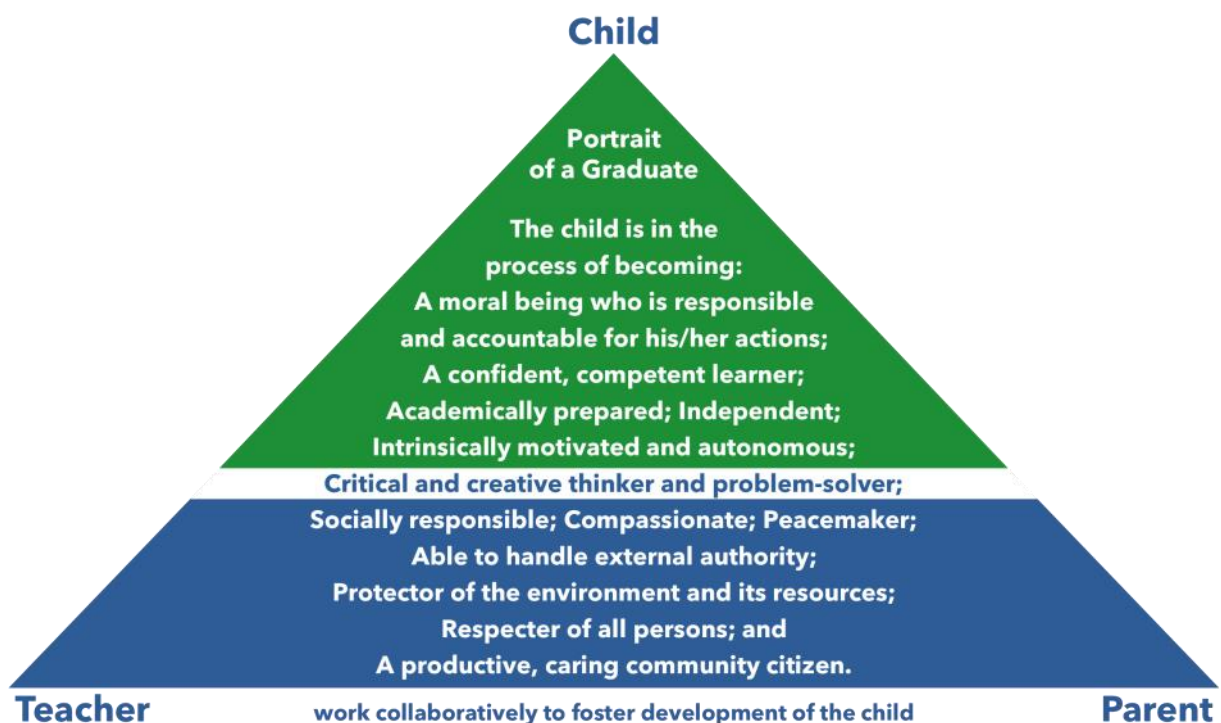 Child
Portrait
of a Graduate
The child is in the
process of becoming:
A moral being who is responsible
and accountable for his/her actions;
A confident, competent learner;
Academically prepared; Independent;
Intrinsically motivated and autonomous;
Critical and creative thinker and problem-solver;
Socially responsible; Compassionate; Peacemaker;
Able to handle external authority;
Protector of the environment and its resources;
Respecter of all persons; and
A productive, caring community citizen.
Teacher work collaboratively to foster development of the child Parent